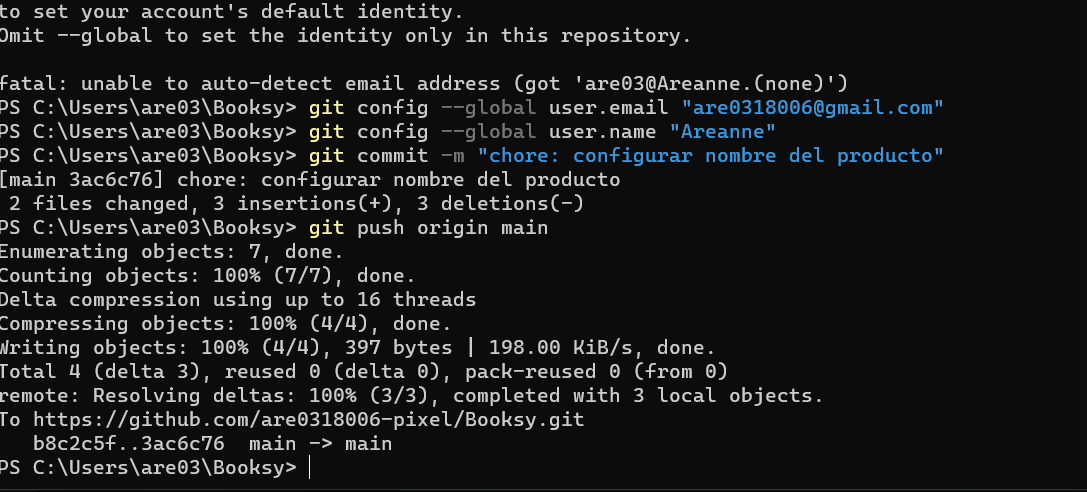 to set your account's default identity.
Omit --global to set the identity only in this repository.
fatal: unable to auto-detect email address (got 'are03@Areanne.(none)')
PS C:\Users\are03\Booksy> git config --global user.email "are0318006@gmail.com"
PS C:\Users\are03\Booksy> git config --global user.name "Areanne"
PS C:\Users\are03\Booksy> git commit -m "chore: configurar nombre del producto"
[main 3ac6c76] chore: configurar nombre del producto
 2 files changed, 3 insertions(+), 3 deletions(-)
PS C:\Users\are03\Booksy> git push origin main
Enumerating objects: 7, done.
Counting objects: 100% (7/7), done.
Delta compression using up to 16 threads
Compressing objects: 100% (4/4), done.
Writing objects: 100% (4/4), 397 bytes | 198.00 KiB/s, done.
Total 4 (delta 3), reused 0 (delta 0), pack-reused 0 (from 0)
remote: Resolving deltas: 100% (3/3), completed with 3 local objects.
To https://github.com/are0318006-pixel/Booksy.git
   b8c2c5f..3ac6c76  main -> main
PS C:\Users\are03\Booksy>